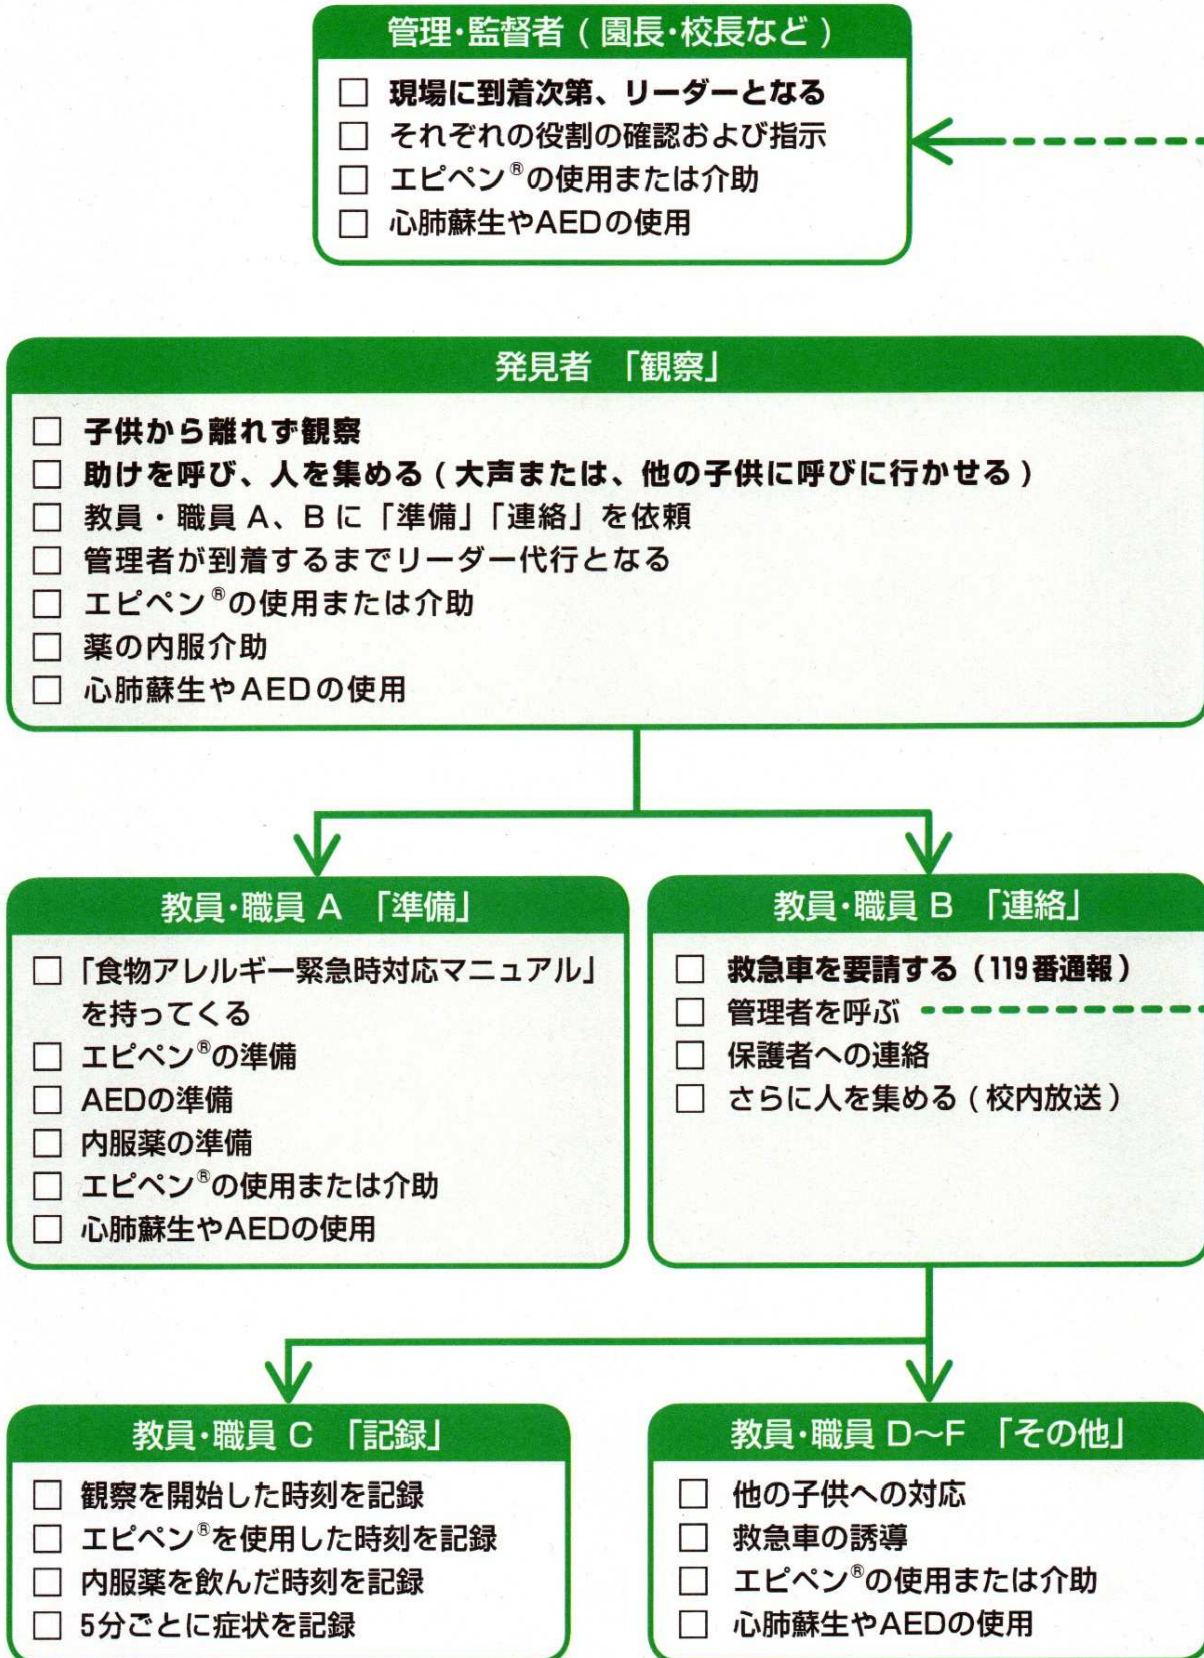 管理・監督者（園長・校長など）
□ 現場に到着次第、リーダーとなる
□ それぞれの役割の確認および指示
□ エピペン®の使用または介助
□ 心肺蘇生やAEDの使用
発見者 「観察」
□ 子供から離れず観察
□ 助けを呼び、人を集める（大声または、他の子供に呼びに行かせる）
□ 教員・職員 A、B に「準備」「連絡」を依頼
□ 管理者が到着するまでリーダー代行となる
□ エピペン®の使用または介助
□ 薬の内服介助
□ 心肺蘇生やAEDの使用
教員・職員 A 「準備」
□ 「食物アレルギー緊急時対応マニュアル」
を持ってくる
□ エピペン®の準備
□ AEDの準備
□ 内服薬の準備
□ エピペン®の使用または介助
□ 心肺蘇生やAEDの使用
教員・職員 B 「連絡」
□ 救急車を要請する（119番通報）
□ 管理者を呼ぶ
□ 保護者への連絡
□ さらに人を集める（校内放送）
教員・職員 C 「記録」
□ 観察を開始した時刻を記録
□ エピペン®を使用した時刻を記録
□ 内服薬を飲んだ時刻を記録
□ 5分ごとに症状を記録
教員・職員 D～F 「その他」
□ 他の子供への対応
□ 救急車の誘導
□ エピペン®の使用または介助
□ 心肺蘇生やAEDの使用